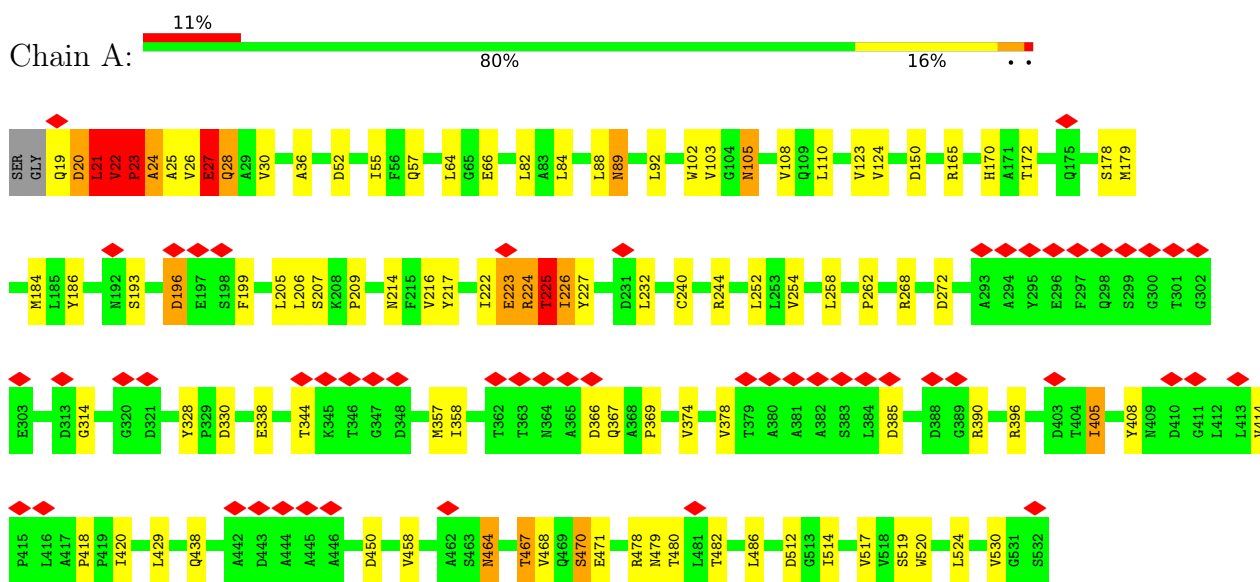 11%
Chain A:
80% 16% • •
SER GLY Q19 D20 L21 V22 P23 A24 A25 V26 E27 Q28 A29 V30 A36 D52 I55 F56 Q57 L64 G65 E66 L82 A83 L84 L88 N89 L92 W102 V103 G104 N105 V108 Q109 L110 V123 V124 D150 R165 H170 A171 T172 Q175 S178 M179
M184 L185 Y186 N192 S193 D196 E197 S198 F199 L205 L206 S207 K208 P209 N214 F215 V216 Y217 I222 E223 R224 T225 I226 Y227 D231 L232 C240 R244 L252 L253 V254 L258 P262 R268 D272 A293 A294 Y295 E296 F297 Q298 S299 G300 T301 G302
E303 D313 G314 G320 D321 Y328 P329 D330 E338 T344 K345 T346 G347 D348 M357 I358 T362 T363 N364 A365 D366 Q367 A368 P369 V374 V378 T379 A380 A381 A382 S383 L384 D385 D388 G389 R390 R396 D403 T404 I405 Y408 N409 D410 G411 L412 L413 V414
P415 L416 A417 P418 P419 I420 L429 Q438 A442 D443 A444 A445 A446 D450 V458 A462 S463 N464 T467 V468 Q469 S470 E471 R478 N479 T480 L481 T482 L486 D512 G513 I514 V517 V518 S519 W520 L524 V530 G531 S532